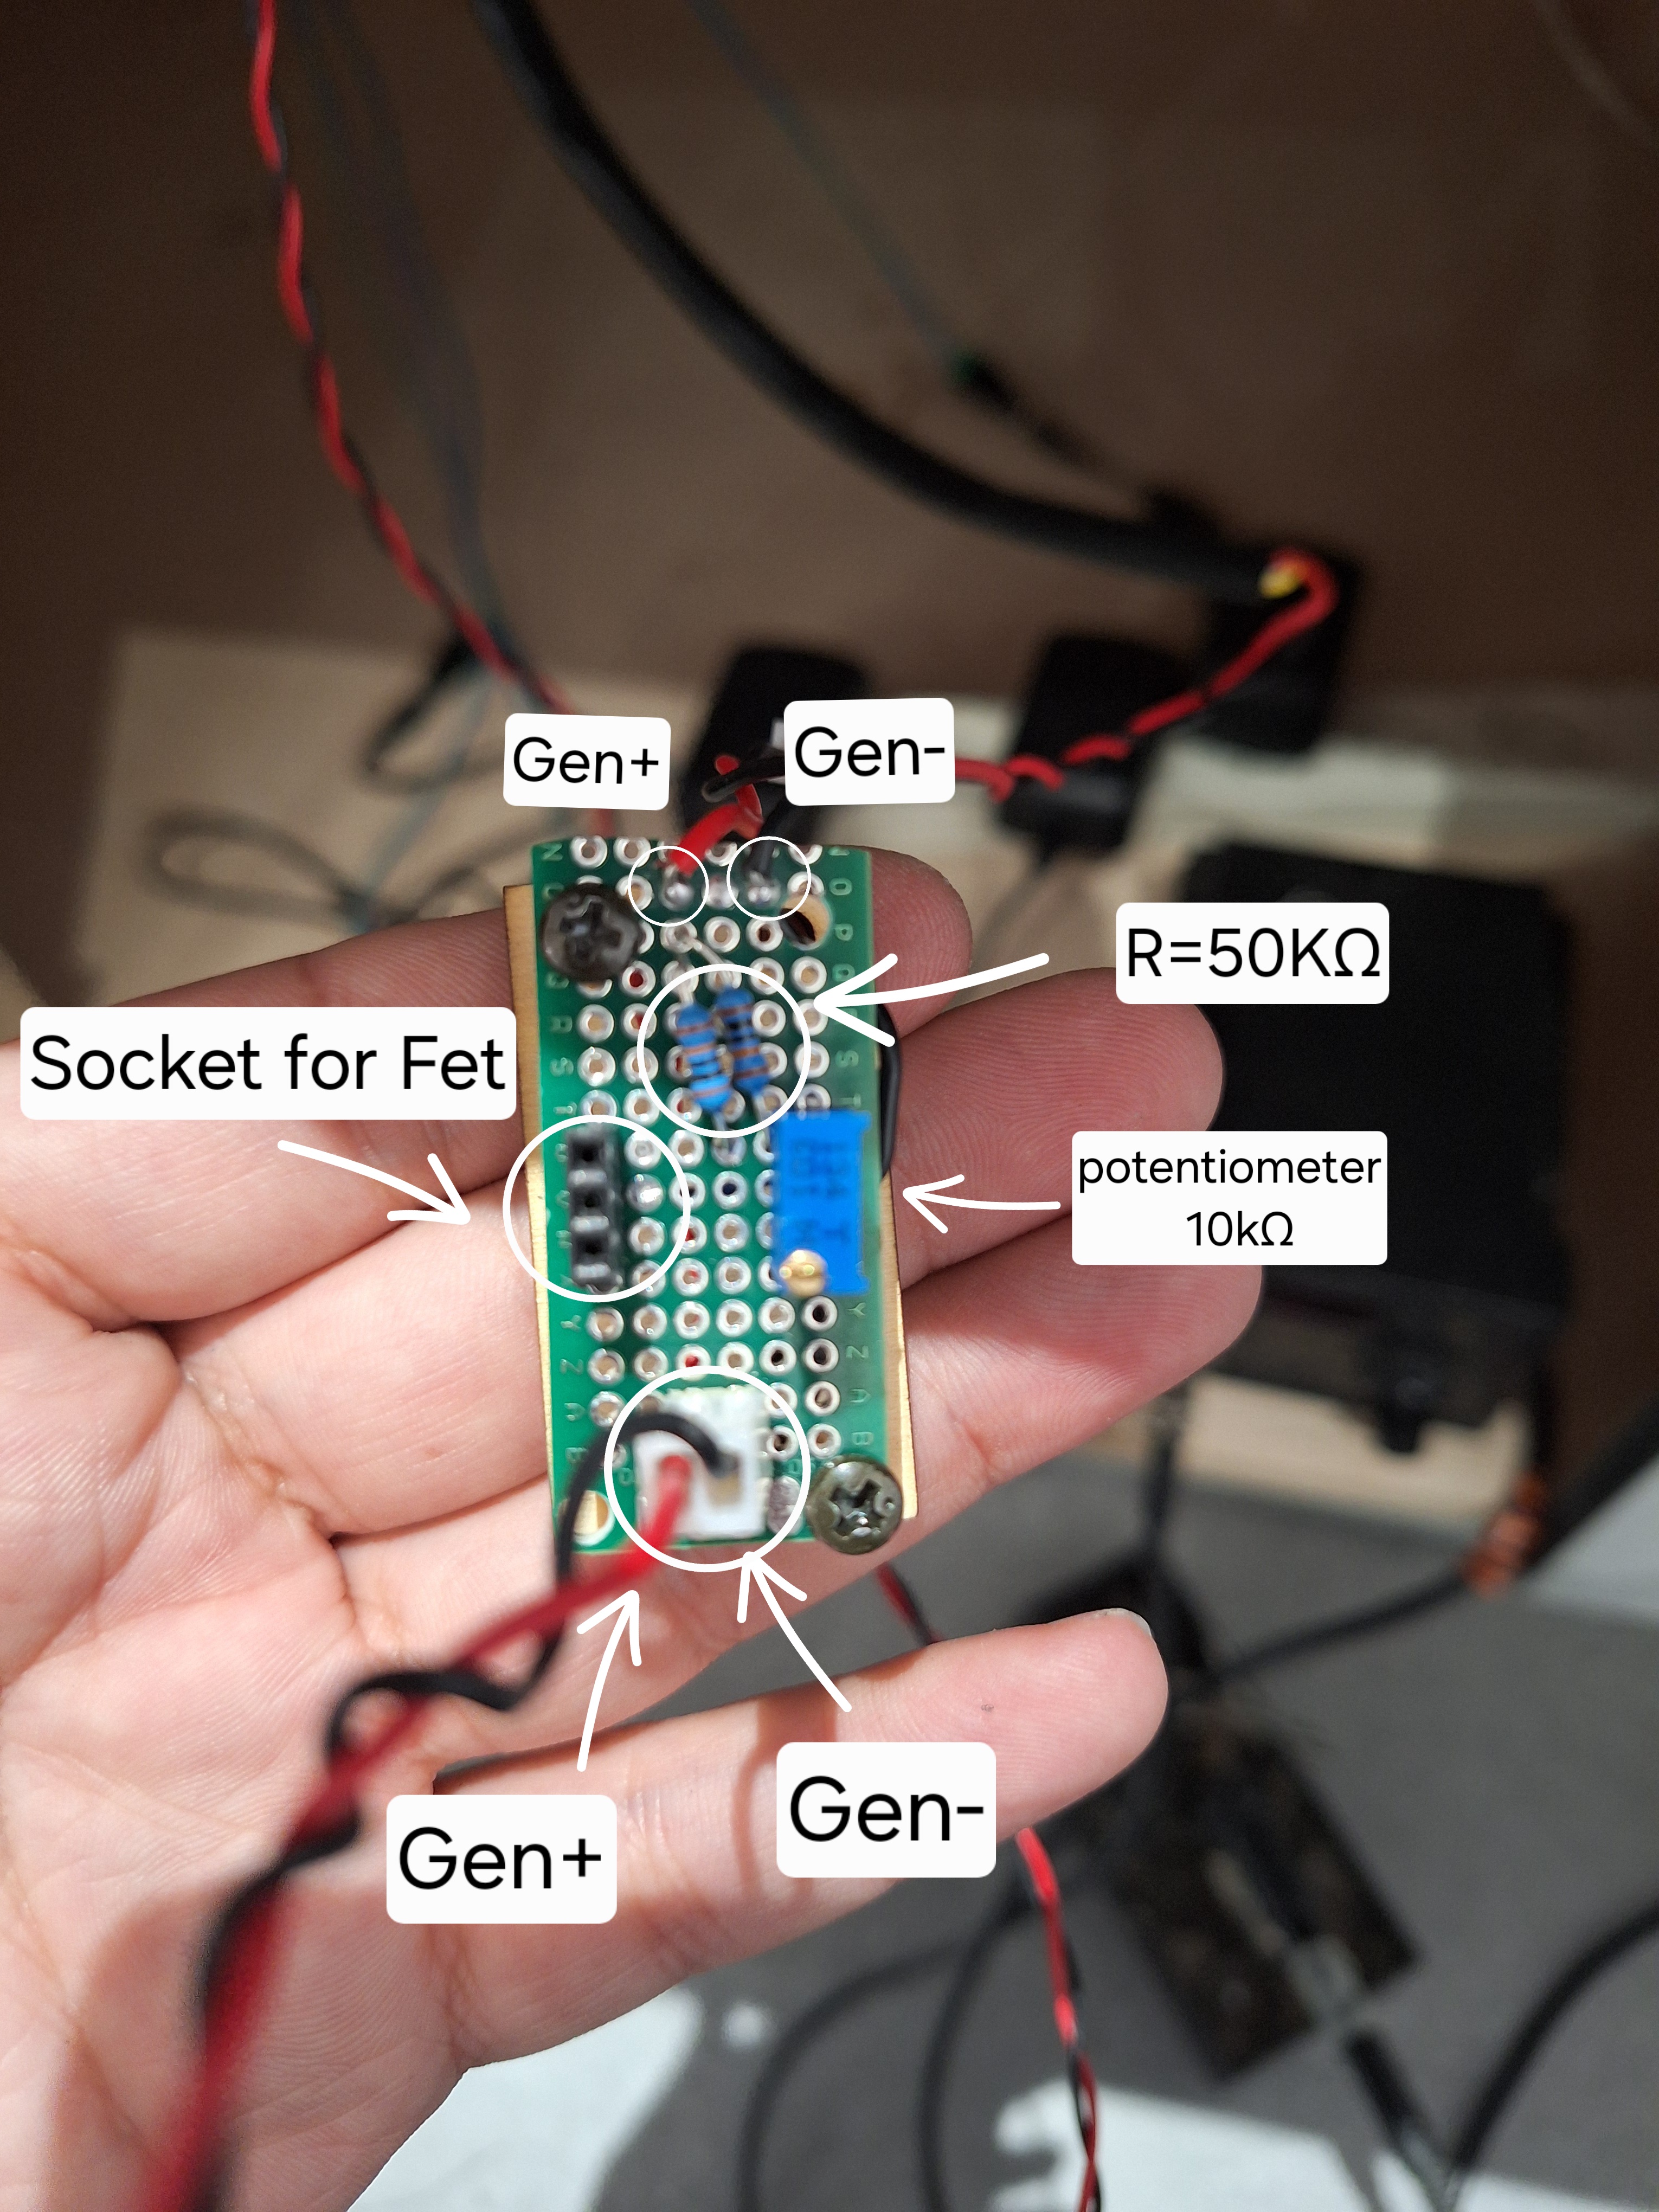 Gen+
Gen-
R=50KΩ
Socket for Fet
potentiometer
10kΩ
Gen+
Gen-
N
O
O
P
R
R
S
S
T
Y
Y
Z
Z
A
A
B
B